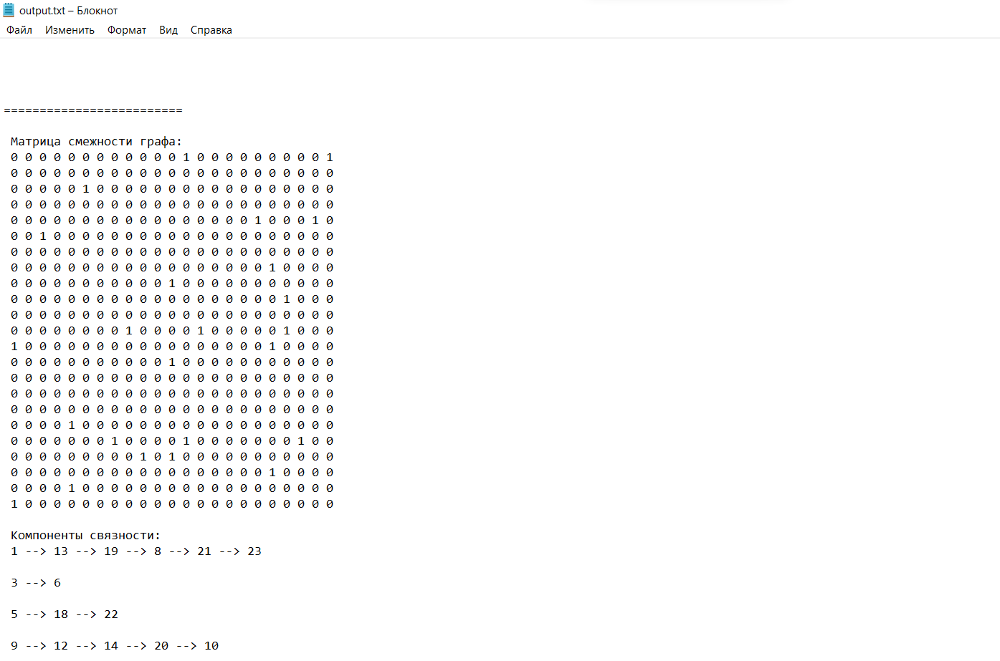 output.txt – Блокнот
Файл Изменить Формат Вид Справка
=========================
Матрица смежности графа:
0 0 0 0 0 0 0 0 0 0 0 0 1 0 0 0 0 0 0 0 0 0 1
0 0 0 0 0 0 0 0 0 0 0 0 0 0 0 0 0 0 0 0 0 0 0
0 0 0 0 0 1 0 0 0 0 0 0 0 0 0 0 0 0 0 0 0 0 0
0 0 0 0 0 0 0 0 0 0 0 0 0 0 0 0 0 0 0 0 0 0 0
0 0 0 0 0 0 0 0 0 0 0 0 0 0 0 0 0 1 0 0 0 1 0
0 0 1 0 0 0 0 0 0 0 0 0 0 0 0 0 0 0 0 0 0 0 0
0 0 0 0 0 0 0 0 0 0 0 0 0 0 0 0 0 0 0 0 0 0 0
0 0 0 0 0 0 0 0 0 0 0 0 0 0 0 0 0 0 1 0 0 0 0
0 0 0 0 0 0 0 0 0 0 0 1 0 0 0 0 0 0 0 0 0 0 0
0 0 0 0 0 0 0 0 0 0 0 0 0 0 0 0 0 0 0 1 0 0 0
0 0 0 0 0 0 0 0 0 0 0 0 0 0 0 0 0 0 0 0 0 0 0
0 0 0 0 0 0 0 0 1 0 0 0 0 1 0 0 0 0 0 1 0 0 0
1 0 0 0 0 0 0 0 0 0 0 0 0 0 0 0 0 0 1 0 0 0 0
0 0 0 0 0 0 0 0 0 0 0 1 0 0 0 0 0 0 0 0 0 0 0
0 0 0 0 0 0 0 0 0 0 0 0 0 0 0 0 0 0 0 0 0 0 0
0 0 0 0 0 0 0 0 0 0 0 0 0 0 0 0 0 0 0 0 0 0 0
0 0 0 0 0 0 0 0 0 0 0 0 0 0 0 0 0 0 0 0 0 0 0
0 0 0 0 1 0 0 0 0 0 0 0 0 0 0 0 0 0 0 0 0 0 0
0 0 0 0 0 0 0 1 0 0 0 0 1 0 0 0 0 0 0 0 1 0 0
0 0 0 0 0 0 0 0 0 1 0 1 0 0 0 0 0 0 0 0 0 0 0
0 0 0 0 0 0 0 0 0 0 0 0 0 0 0 0 0 0 1 0 0 0 0
0 0 0 0 1 0 0 0 0 0 0 0 0 0 0 0 0 0 0 0 0 0 0
1 0 0 0 0 0 0 0 0 0 0 0 0 0 0 0 0 0 0 0 0 0 0
Компоненты связности:
1 --> 13 --> 19 --> 8 --> 21 --> 23
3 --> 6
5 --> 18 --> 22
9 --> 12 --> 14 --> 20 --> 10